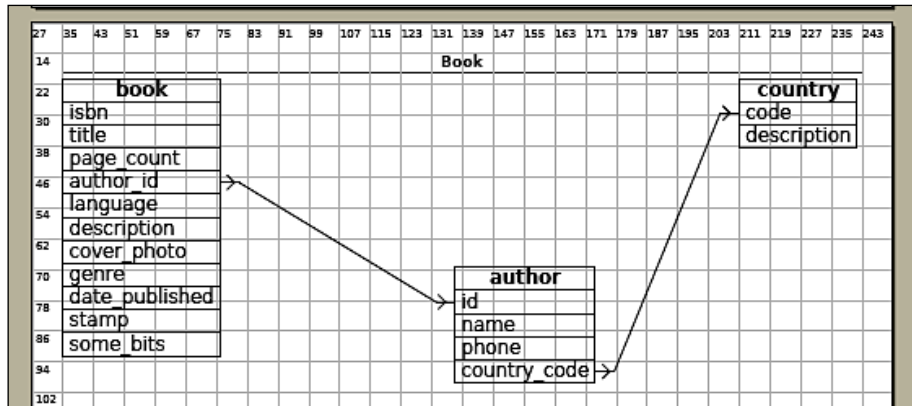 27 35 43 51 59 67 75 83 91 99 107 115 123 131 139 147 155 163 171 179 187 195 203 211 219 227 235 243
14
Book
22
book
country
isbn
code
30
title
description
38
page_count
46
author_id
language
54
description
62
cover_photo
70
genre
author
date_published
id
78
stamp
name
86
some_bits
phone
94
country_code
102